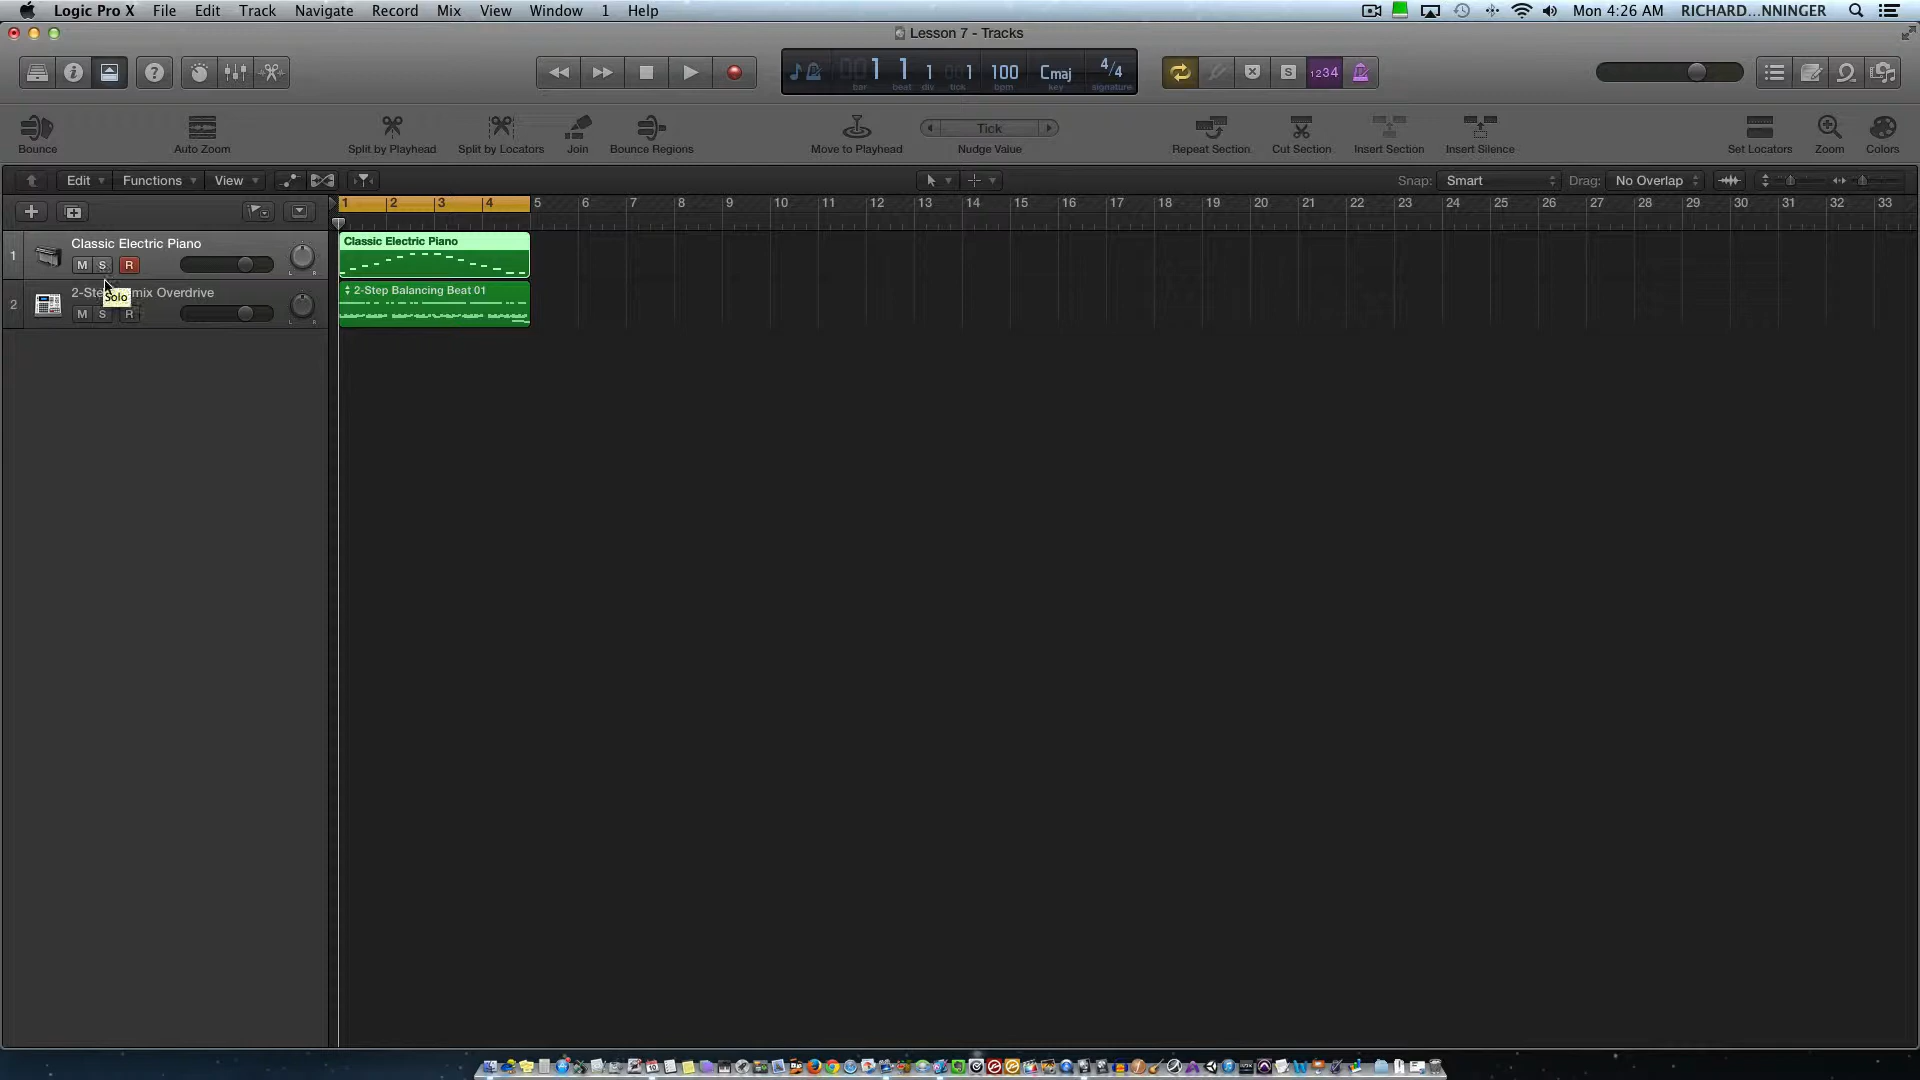 Logic Pro X File Edit Track Navigate Record Mix View Window 1 Help Mon 4:26 AM RICHARD...NNINGER
Lesson 7 - Tracks
1 1 1 1 100 Cmaj 4/4
bar beat div tick bpm key signature
S 1234
Bounce Auto Zoom Split by Playhead Split by Locators Join Bounce Regions Move to Playhead Tick Nudge Value Repeat Section Cut Section Insert Section Insert Silence Set Locators Zoom Colors
Edit Functions View Snap: Smart Drag: No Overlap
1 2 3 4 5 6 7 8 9 10 11 12 13 14 15 16 17 18 19 20 21 22 23 24 25 26 27 28 29 30 31 32 33
1 Classic Electric Piano
M S R L R
Classic Electric Piano
2 2-Ste mix Overdrive
Solo
M S R L R
2-Step Balancing Beat 01